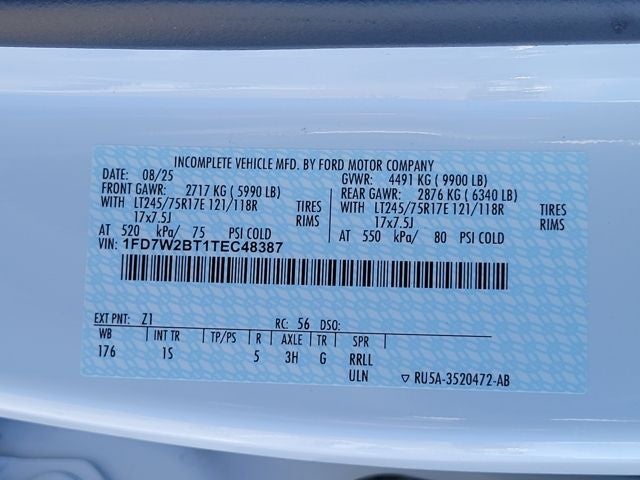 INCOMPLETE VEHICLE MFD. BY FORD MOTOR COMPANY
DATE: 08/25 GVWR: 4491 KG ( 9900 LB)
FRONT GAWR: 2717 KG ( 5990 LB) REAR GAWR: 2876 KG ( 6340 LB)
WITH LT245/75R17E 121/118R TIRES WITH LT245/75R17E 121/118R TIRES
17x7.5J RIMS 17x7.5J RIMS
AT 520 kPa/ 75 PSI COLD AT 550 kPa/ 80 PSI COLD
VIN: 1FD7W2BT1TEC48387
EXT PNT: Z1 RC: 56 DSO:
WB INT TR TP/PS R AXLE TR SPR
176 1S 5 3H G RRLL
ULN ▽ RU5A-3520472-AB